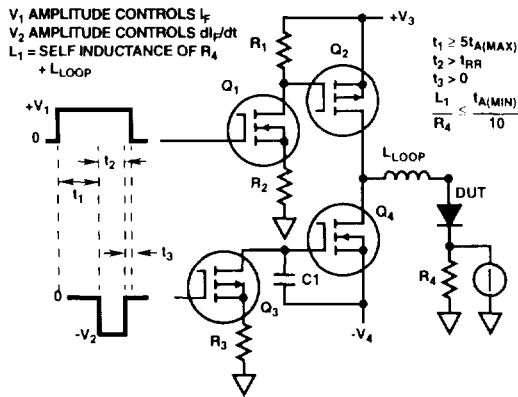 V1 AMPLITUDE CONTROLS IF
V2 AMPLITUDE CONTROLS dIF/dt
L1 = SELF INDUCTANCE OF R4
+ LLOOP
+V3
R1
Q2
t1 ≥ 5tA(MAX)
t2 > tRR
t3 > 0
L1/R4 ≤ tA(MIN)/10
Q1
+V1
0
t2
t1
t3
R2
LLOOP
DUT
Q4
R4
C1
0
-V2
Q3
R3
-V4